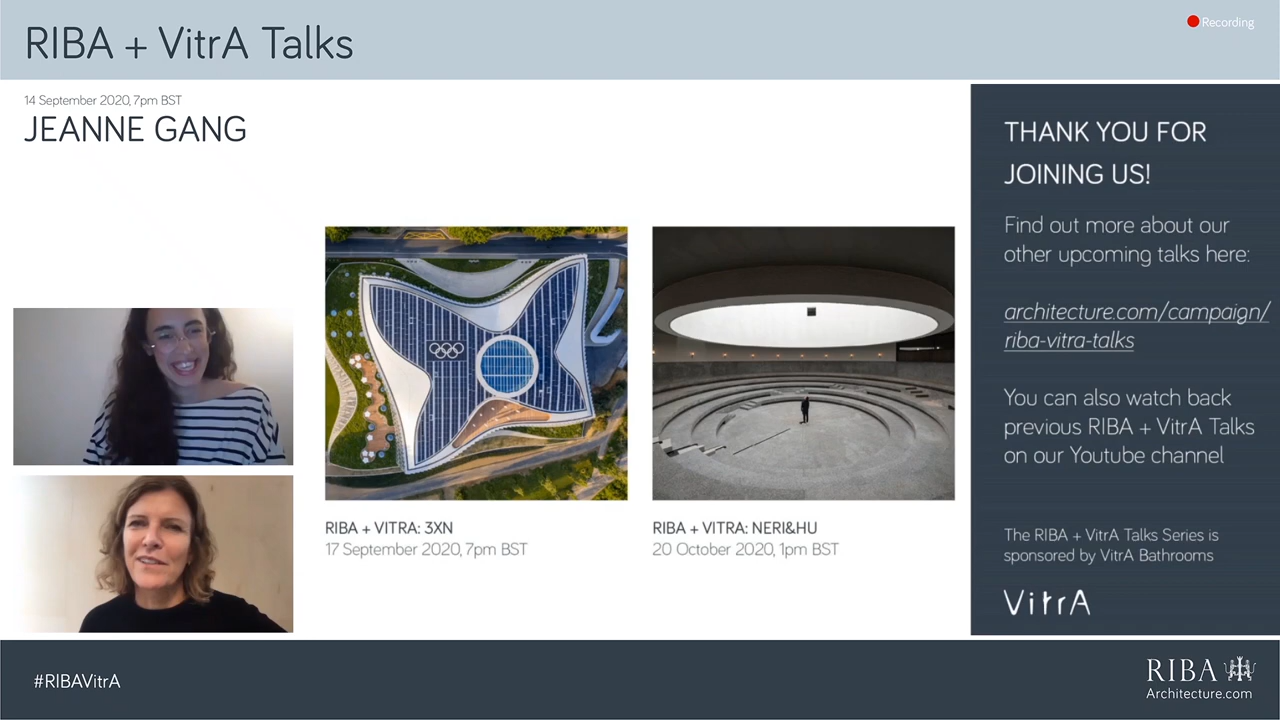 RIBA + VitrA Talks
Recording
14 September 2020, 7pm BST
JEANNE GANG
RIBA + VITRA: 3XN
17 September 2020, 7pm BST
RIBA + VITRA: NERI&HU
20 October 2020, 1pm BST
THANK YOU FOR
JOINING US!
Find out more about our
other upcoming talks here:
architecture.com/campaign/
riba-vitra-talks
You can also watch back
previous RIBA + VitrA Talks
on our Youtube channel
The RIBA + VitrA Talks Series is
sponsored by VitrA Bathrooms
VitrA
#RIBAVitrA
RIBA
Architecture.com